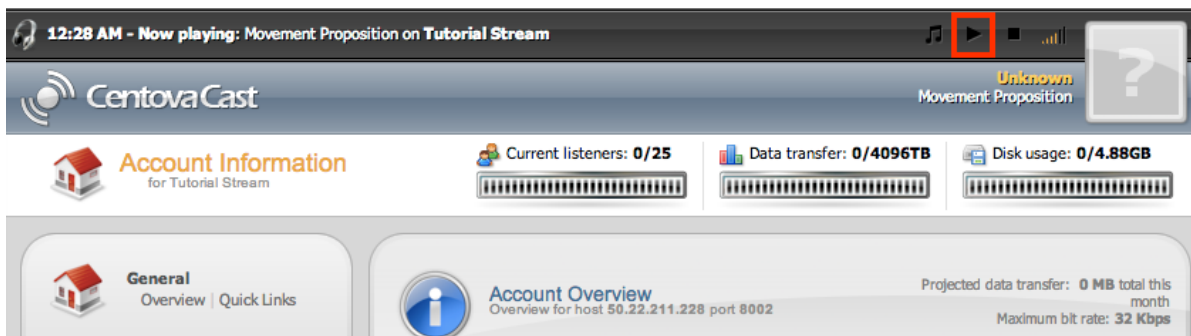 12:28 AM - Now playing: Movement Proposition on Tutorial Stream
Unknown
Movement Proposition
?
CentovaCast
Account Information
for Tutorial Stream
Current listeners: 0/25
Data transfer: 0/4096TB
Disk usage: 0/4.88GB
General
Overview | Quick Links
Account Overview
Overview for host 50.22.211.228 port 8002
Projected data transfer: 0 MB total this
month
Maximum bit rate: 32 Kbps